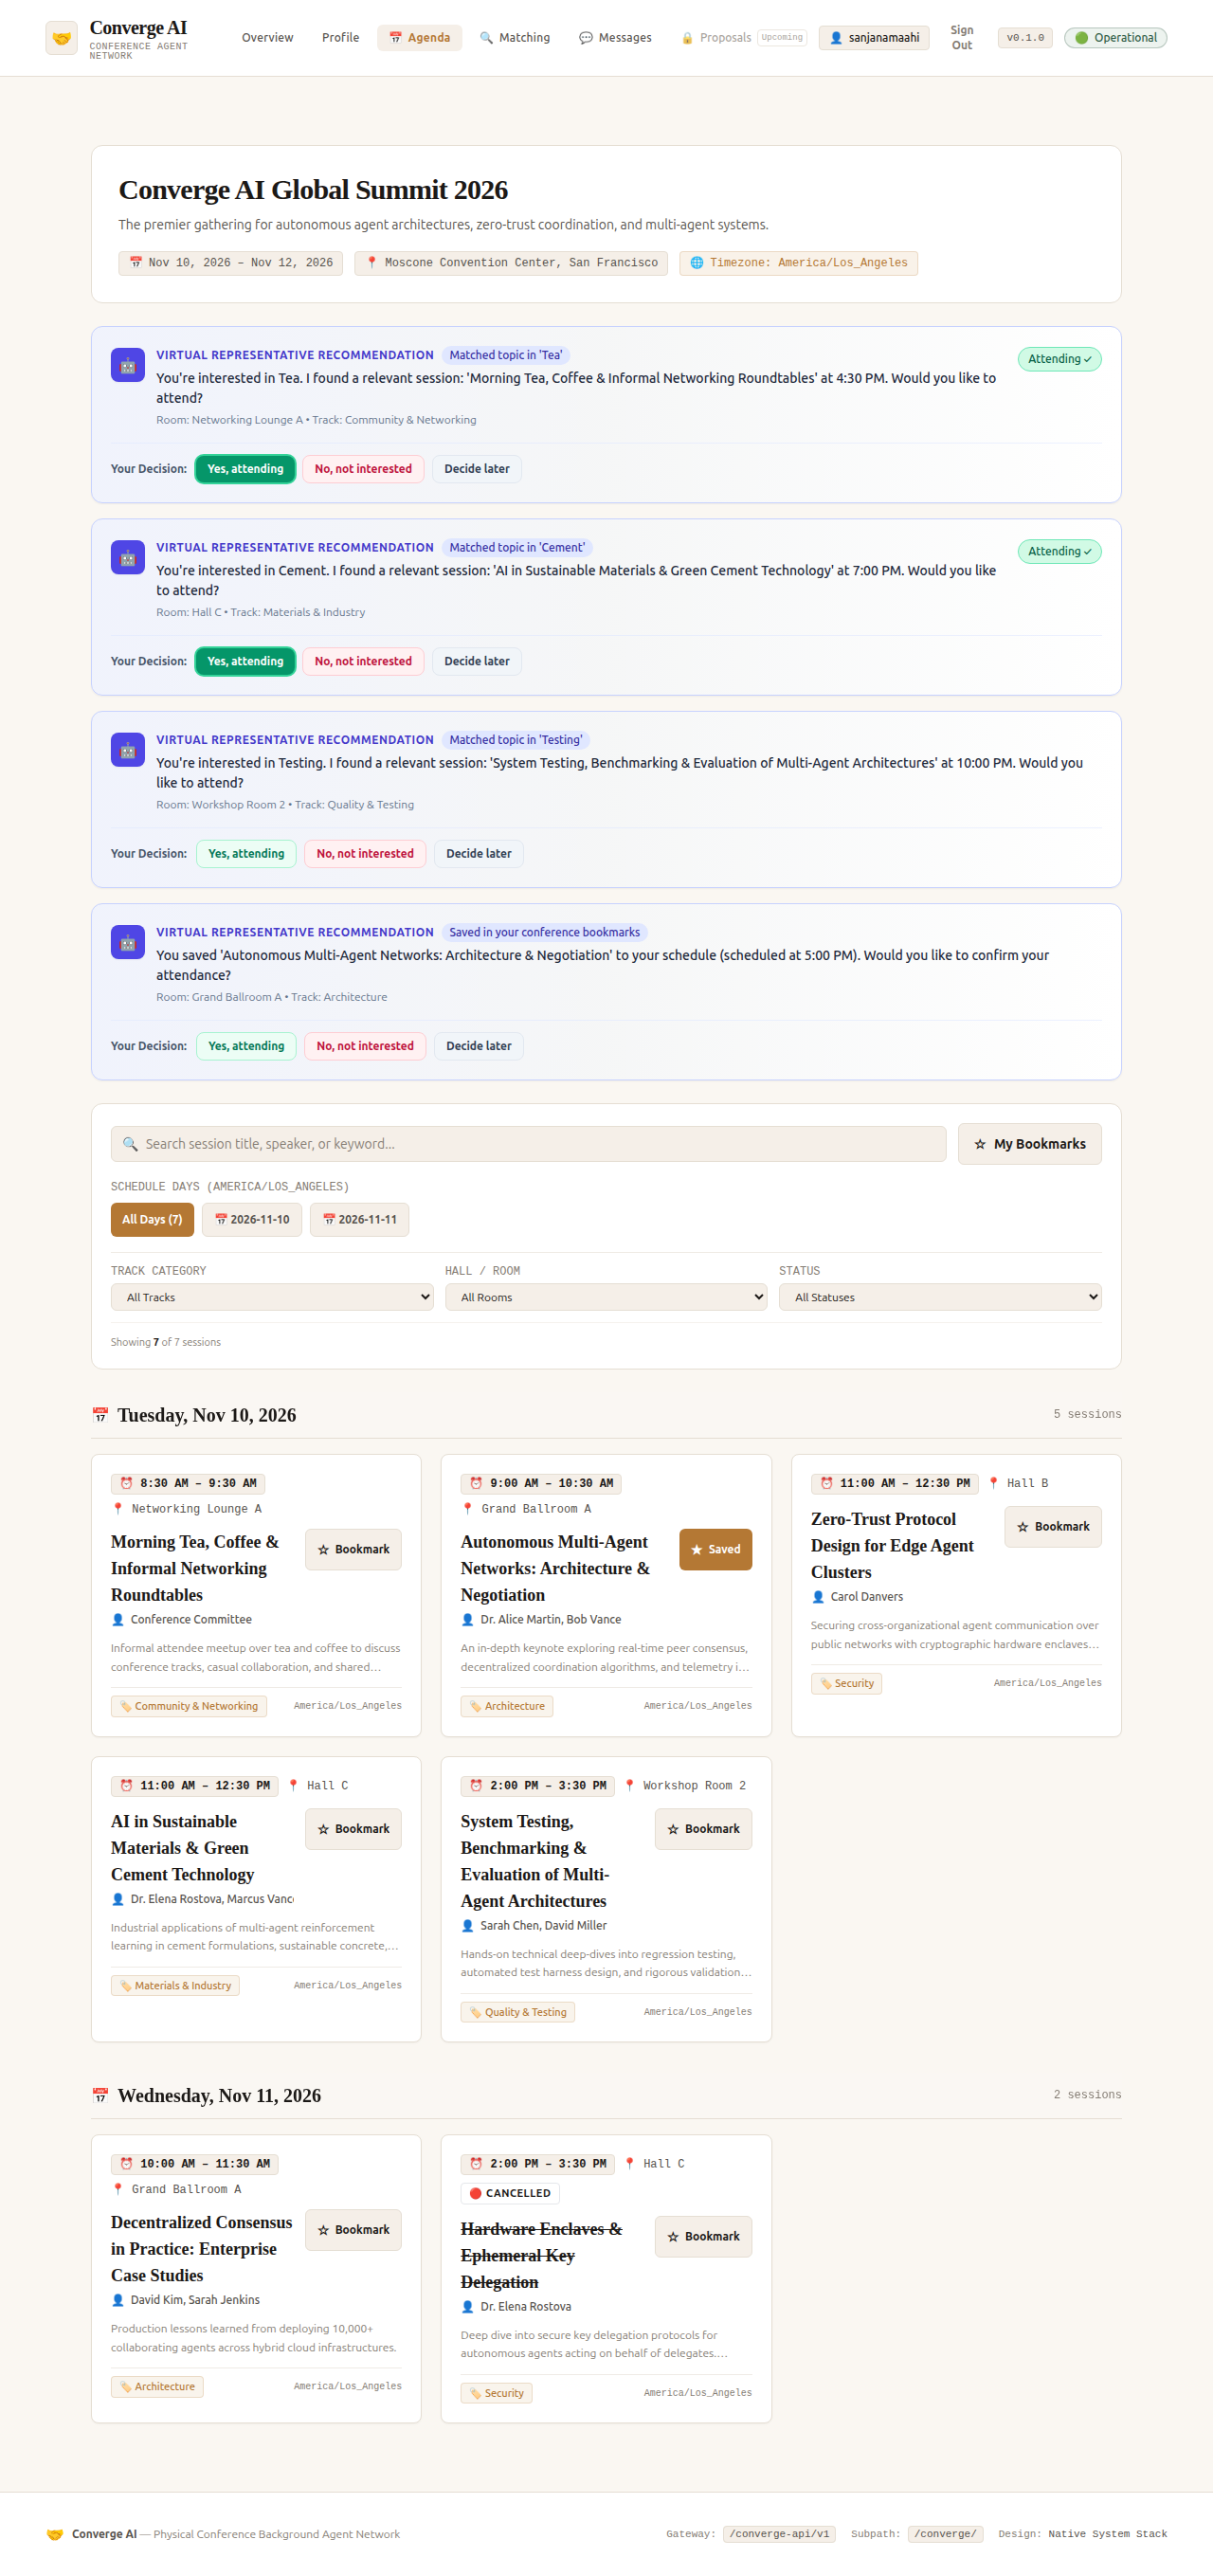 Converge AI
CONFERENCE AGENT
NETWORK
Overview
Profile
Agenda
Matching
Messages
Proposals
Upcoming
sanjanamaahi
Sign
Out
v0.1.0
Operational
Converge AI Global Summit 2026
The premier gathering for autonomous agent architectures, zero-trust coordination, and multi-agent systems.
Nov 10, 2026 – Nov 12, 2026
Moscone Convention Center, San Francisco
Timezone: America/Los_Angeles
VIRTUAL REPRESENTATIVE RECOMMENDATION
Matched topic in 'Tea'
Attending ✓
You're interested in Tea. I found a relevant session: 'Morning Tea, Coffee & Informal Networking Roundtables' at 4:30 PM. Would you like to
attend?
Room: Networking Lounge A • Track: Community & Networking
Your Decision:
Yes, attending
No, not interested
Decide later
VIRTUAL REPRESENTATIVE RECOMMENDATION
Matched topic in 'Cement'
Attending ✓
You're interested in Cement. I found a relevant session: 'AI in Sustainable Materials & Green Cement Technology' at 7:00 PM. Would you like
to attend?
Room: Hall C • Track: Materials & Industry
Your Decision:
Yes, attending
No, not interested
Decide later
VIRTUAL REPRESENTATIVE RECOMMENDATION
Matched topic in 'Testing'
You're interested in Testing. I found a relevant session: 'System Testing, Benchmarking & Evaluation of Multi-Agent Architectures' at 10:00 PM. Would you
like to attend?
Room: Workshop Room 2 • Track: Quality & Testing
Your Decision:
Yes, attending
No, not interested
Decide later
VIRTUAL REPRESENTATIVE RECOMMENDATION
Saved in your conference bookmarks
You saved 'Autonomous Multi-Agent Networks: Architecture & Negotiation' to your schedule (scheduled at 5:00 PM). Would you like to confirm your
attendance?
Room: Grand Ballroom A • Track: Architecture
Your Decision:
Yes, attending
No, not interested
Decide later
Search session title, speaker, or keyword...
☆ My Bookmarks
SCHEDULE DAYS (AMERICA/LOS_ANGELES)
All Days (7)
2026-11-10
2026-11-11
TRACK CATEGORY
HALL / ROOM
STATUS
All Tracks
All Rooms
All Statuses
Showing 7 of 7 sessions
Tuesday, Nov 10, 2026
5 sessions
8:30 AM – 9:30 AM
Networking Lounge A
Morning Tea, Coffee &
Informal Networking
Roundtables
☆ Bookmark
Conference Committee
Informal attendee meetup over tea and coffee to discuss
conference tracks, casual collaboration, and shared…
Community & Networking
America/Los_Angeles
9:00 AM – 10:30 AM
Grand Ballroom A
Autonomous Multi-Agent
Networks: Architecture &
Negotiation
★ Saved
Dr. Alice Martin, Bob Vance
An in-depth keynote exploring real-time peer consensus,
decentralized coordination algorithms, and telemetry i…
Architecture
America/Los_Angeles
11:00 AM – 12:30 PM
Hall B
Zero-Trust Protocol
Design for Edge Agent
Clusters
☆ Bookmark
Carol Danvers
Securing cross-organizational agent communication over
public networks with cryptographic hardware enclaves…
Security
America/Los_Angeles
11:00 AM – 12:30 PM
Hall C
AI in Sustainable
Materials & Green
Cement Technology
☆ Bookmark
Dr. Elena Rostova, Marcus Vanc
Industrial applications of multi-agent reinforcement
learning in cement formulations, sustainable concrete,…
Materials & Industry
America/Los_Angeles
2:00 PM – 3:30 PM
Workshop Room 2
System Testing,
Benchmarking &
Evaluation of Multi-
Agent Architectures
☆ Bookmark
Sarah Chen, David Miller
Hands-on technical deep-dives into regression testing,
automated test harness design, and rigorous validation…
Quality & Testing
America/Los_Angeles
Wednesday, Nov 11, 2026
2 sessions
10:00 AM – 11:30 AM
Grand Ballroom A
Decentralized Consensus
in Practice: Enterprise
Case Studies
☆ Bookmark
David Kim, Sarah Jenkins
Production lessons learned from deploying 10,000+
collaborating agents across hybrid cloud infrastructures.
Architecture
America/Los_Angeles
2:00 PM – 3:30 PM
Hall C
CANCELLED
Hardware Enclaves &
Ephemeral Key
Delegation
☆ Bookmark
Dr. Elena Rostova
Deep dive into secure key delegation protocols for
autonomous agents acting on behalf of delegates.…
Security
America/Los_Angeles
Converge AI — Physical Conference Background Agent Network
Gateway: /converge-api/v1
Subpath: /converge/
Design: Native System Stack